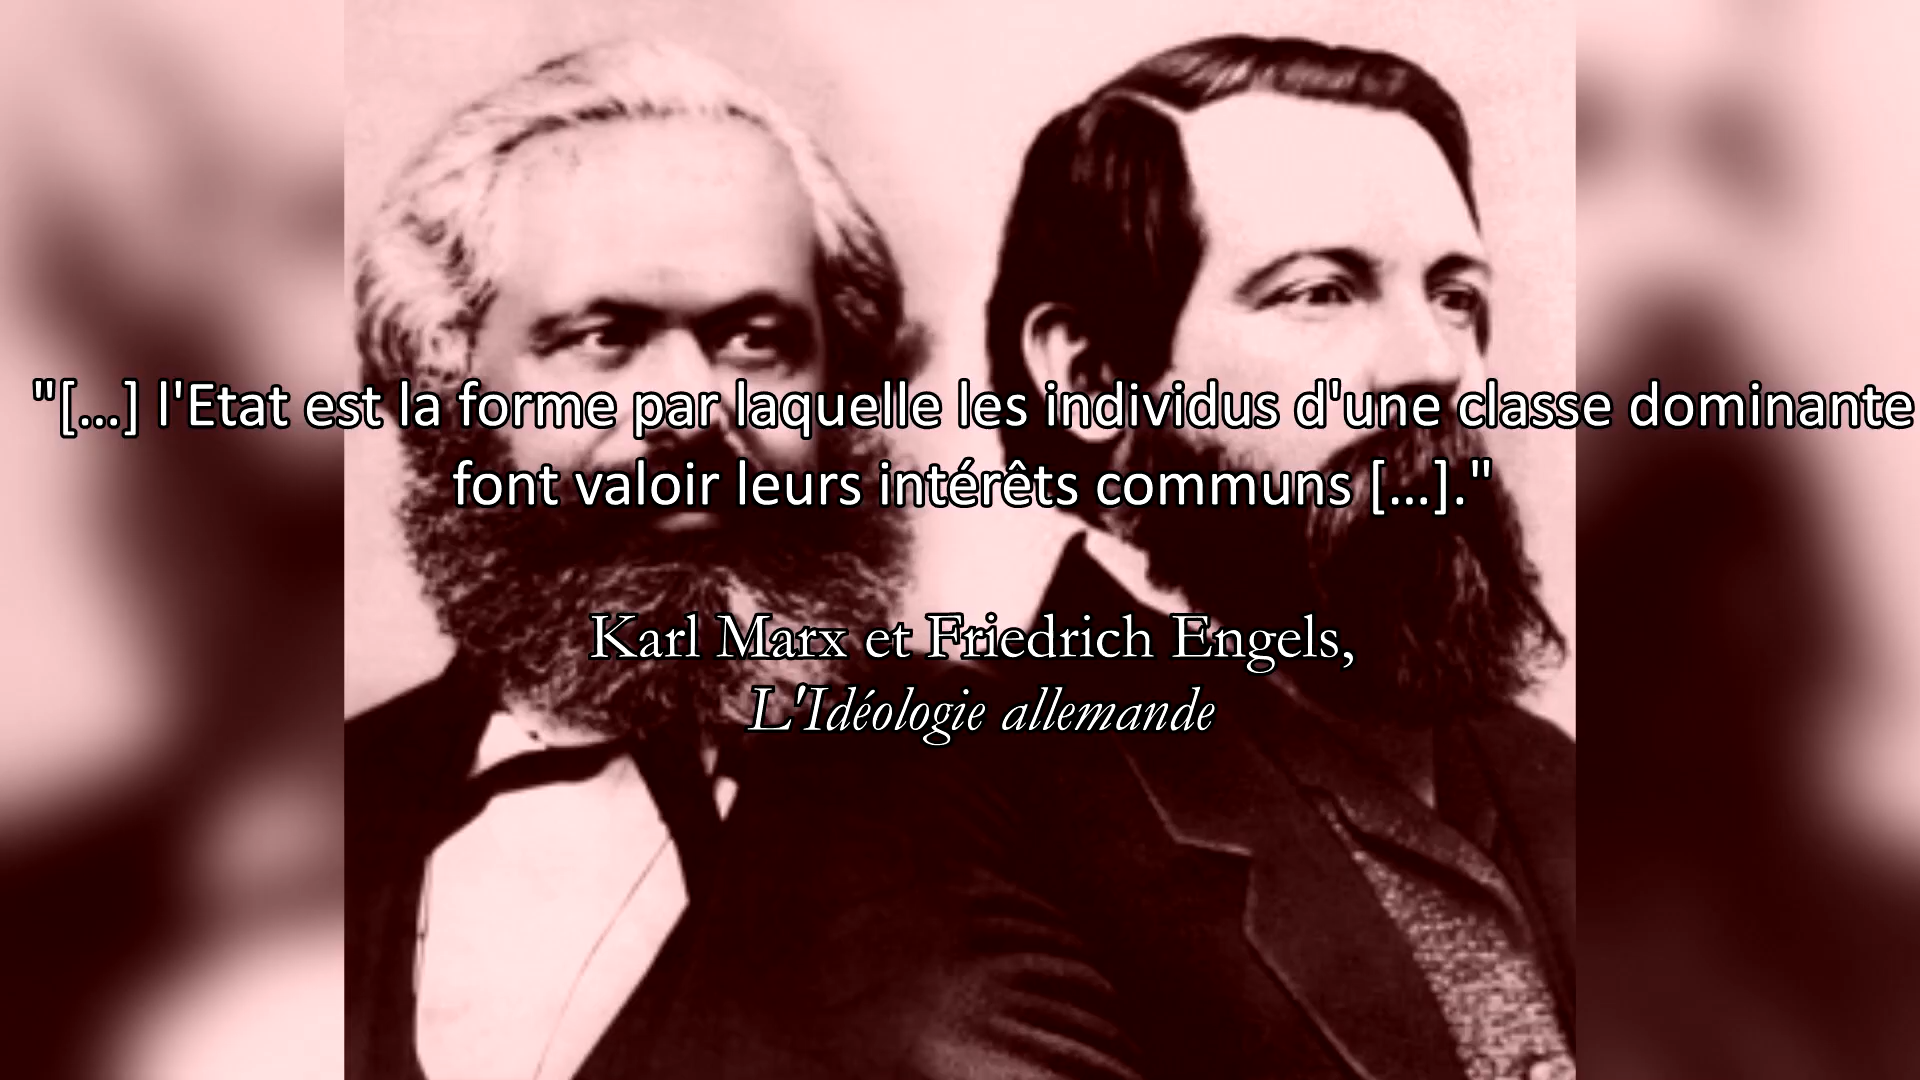 "[...] l'Etat est la forme par laquelle les individus d'une classe dominante
font valoir leurs intérêts communs [...]."
Karl Marx et Friedrich Engels,
L'Idéologie allemande